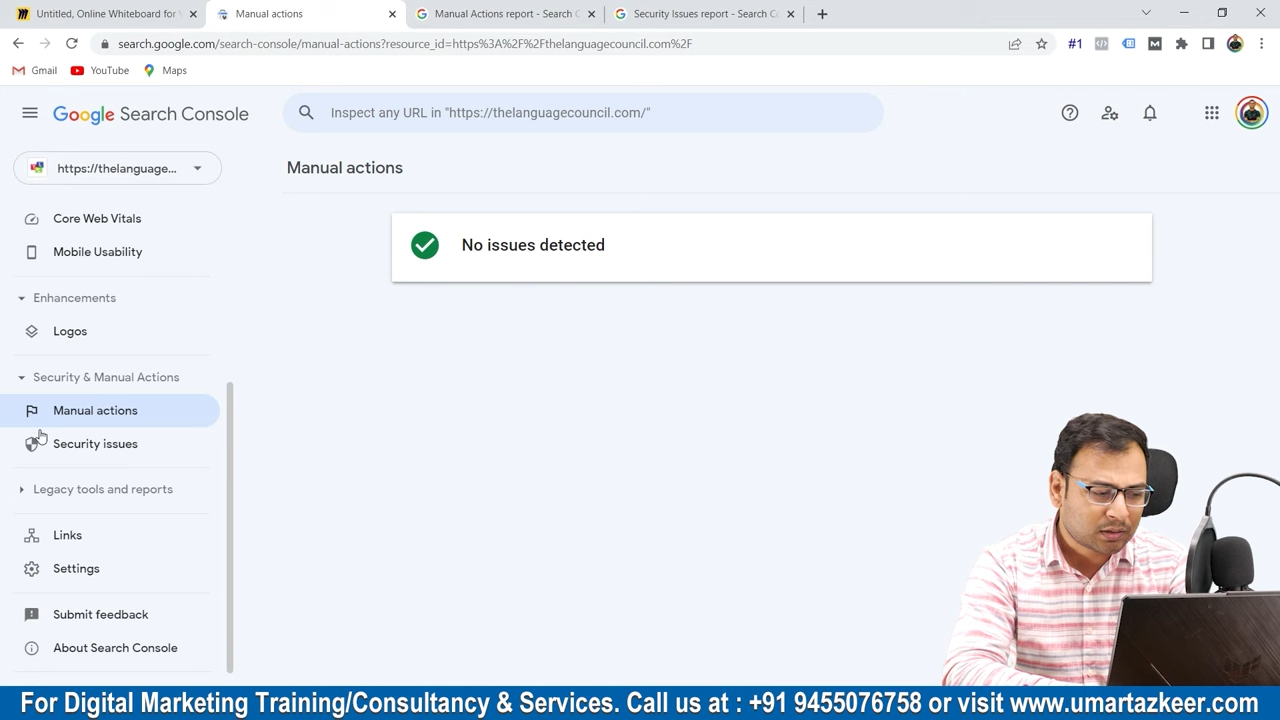 Untitled, Online Whiteboard for V
Manual actions
Manual Actions report - Search C
Security Issues report - Search Co
search.google.com/search-console/manual-actions?resource_id=https%3A%2F%2Fthelanguagecouncil.com%2F
#1
Gmail
YouTube
Maps
Google Search Console
Inspect any URL in "https://thelanguagecouncil.com/"
https://thelanguage...
Manual actions
Core Web Vitals
No issues detected
Mobile Usability
Enhancements
Logos
Security & Manual Actions
Manual actions
Security issues
Legacy tools and reports
Links
Settings
Submit feedback
About Search Console
For Digital Marketing Training/Consultancy & Services. Call us at : +91 9455076758 or visit www.umartazkeer.com